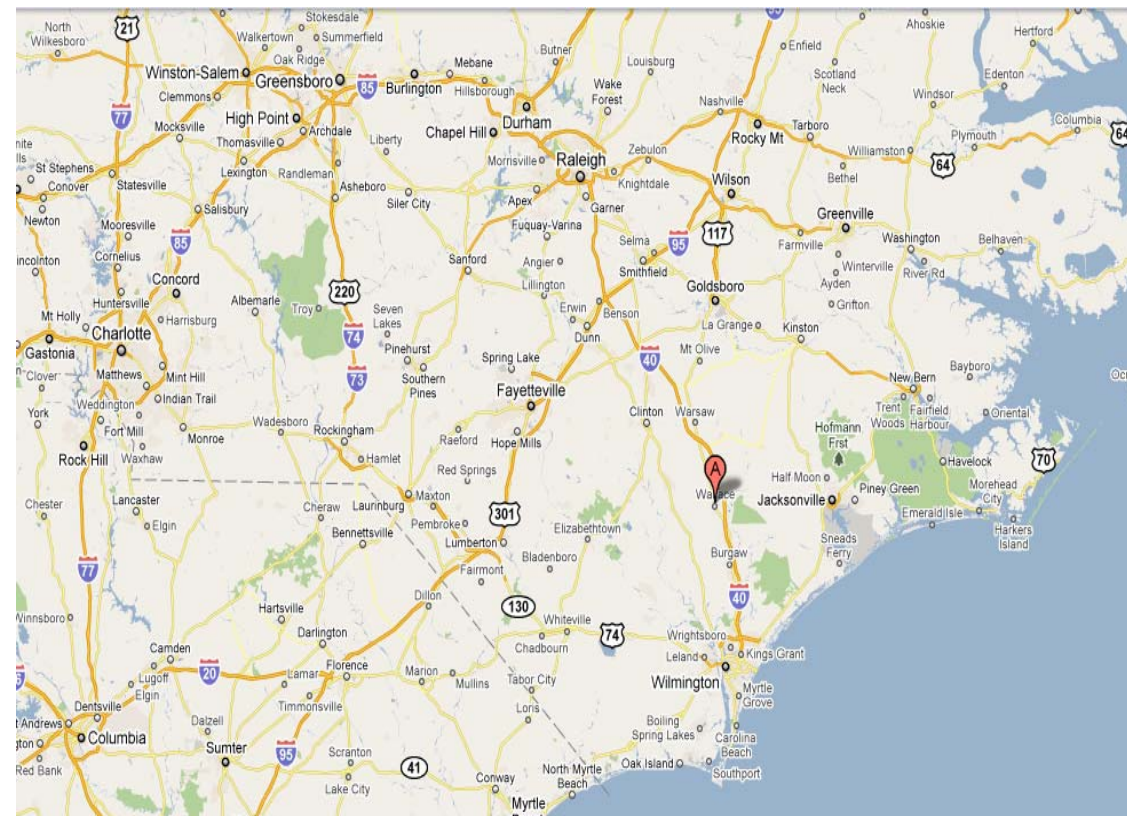 Stokesdale
North
Wilkesboro
21
Walkertown
Summerfield
Oak Ridge
Butner
Louisburg
Enfield
Ahoskie
Hertford
Winston-Salem
Greensboro
85
Burlington
Mebane
Hillsborough
Wake
Forest
Scotland
Neck
Edenton
Clemmons
Windsor
77
High Point
Archdale
Durham
Nashville
Rocky Mt
Tarboro
Columbia
64
Mocksville
Thomasville
Liberty
Chapel Hill
Plymouth
Williamston
64
St Stephens
Conover
Statesville
Lexington
Randleman
Morrisville
Raleigh
Zebulon
Knightdale
Bethel
Asheboro
Siler City
Apex
Garner
Wilson
Newton
Salisbury
Mooresville
Fuquay-Varina
Greenville
85
Selma
95
117
Farmville
Washington
Belhaven
Cornelius
Concord
Sanford
Angier
Smithfield
Winterville
River Rd
Ayden
Huntersville
Albemarle
220
Lillington
Goldsboro
Grifton
Mt Holly
Harrisburg
Troy
Seven
Lakes
Erwin
Benson
La Grange
Kinston
Charlotte
74
Dunn
Gastonia
Pinehurst
Spring Lake
40
Mt Olive
Bayboro
Clover
Matthews
Mint Hill
73
Southern
Pines
Fayetteville
New Bern
York
Weddington
Indian Trail
Wadesboro
Clinton
Warsaw
Trent
Woods
Fairfield
Harbour
Oriental
Fort Mill
Monroe
Rockingham
Raeford
Hope Mills
Hofmann
Frst
Rock Hill
Waxhaw
Hamlet
Red Springs
A
Havelock
70
Half Moon
Chester
Lancaster
Cheraw
Laurinburg
Maxton
Wallace
Jacksonville
Piney Green
Morehead
City
Elgin
Pembroke
301
Elizabethtown
Emerald Isle
Harkers
Island
Bennettsville
Lumberton
Sneads
Ferry
77
Bladenboro
Burgaw
Fairmont
Hartsville
Dillon
130
40
Winnsboro
Darlington
Whiteville
74
Wrightsboro
Camden
Chadbourn
Kings Grant
Lugoff
20
Lamar
Florence
Marion
Mullins
Leland
Elgin
Tabor City
Wilmington
Myrtle
Grove
Dentsville
Timmonsville
Loris
St Andrews
Dalzell
Boiling
Spring Lakes
Columbia
Sumter
95
Scranton
Carolina
Beach
Red Bank
41
Lake City
Conway
North Myrtle
Beach
Oak Island
Southport
Myrtle